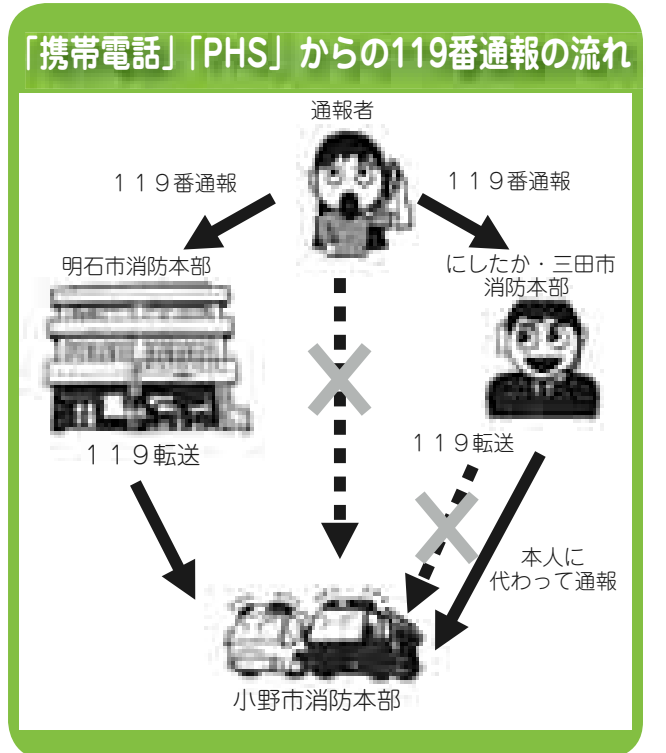 「携帯電話」「PHS」からの119番通報の流れ
通報者
１１９番通報
１１９番通報
明石市消防本部
にしたか・三田市
消防本部
１１９転送
１１９転送
本人に
代わって通報
小野市消防本部